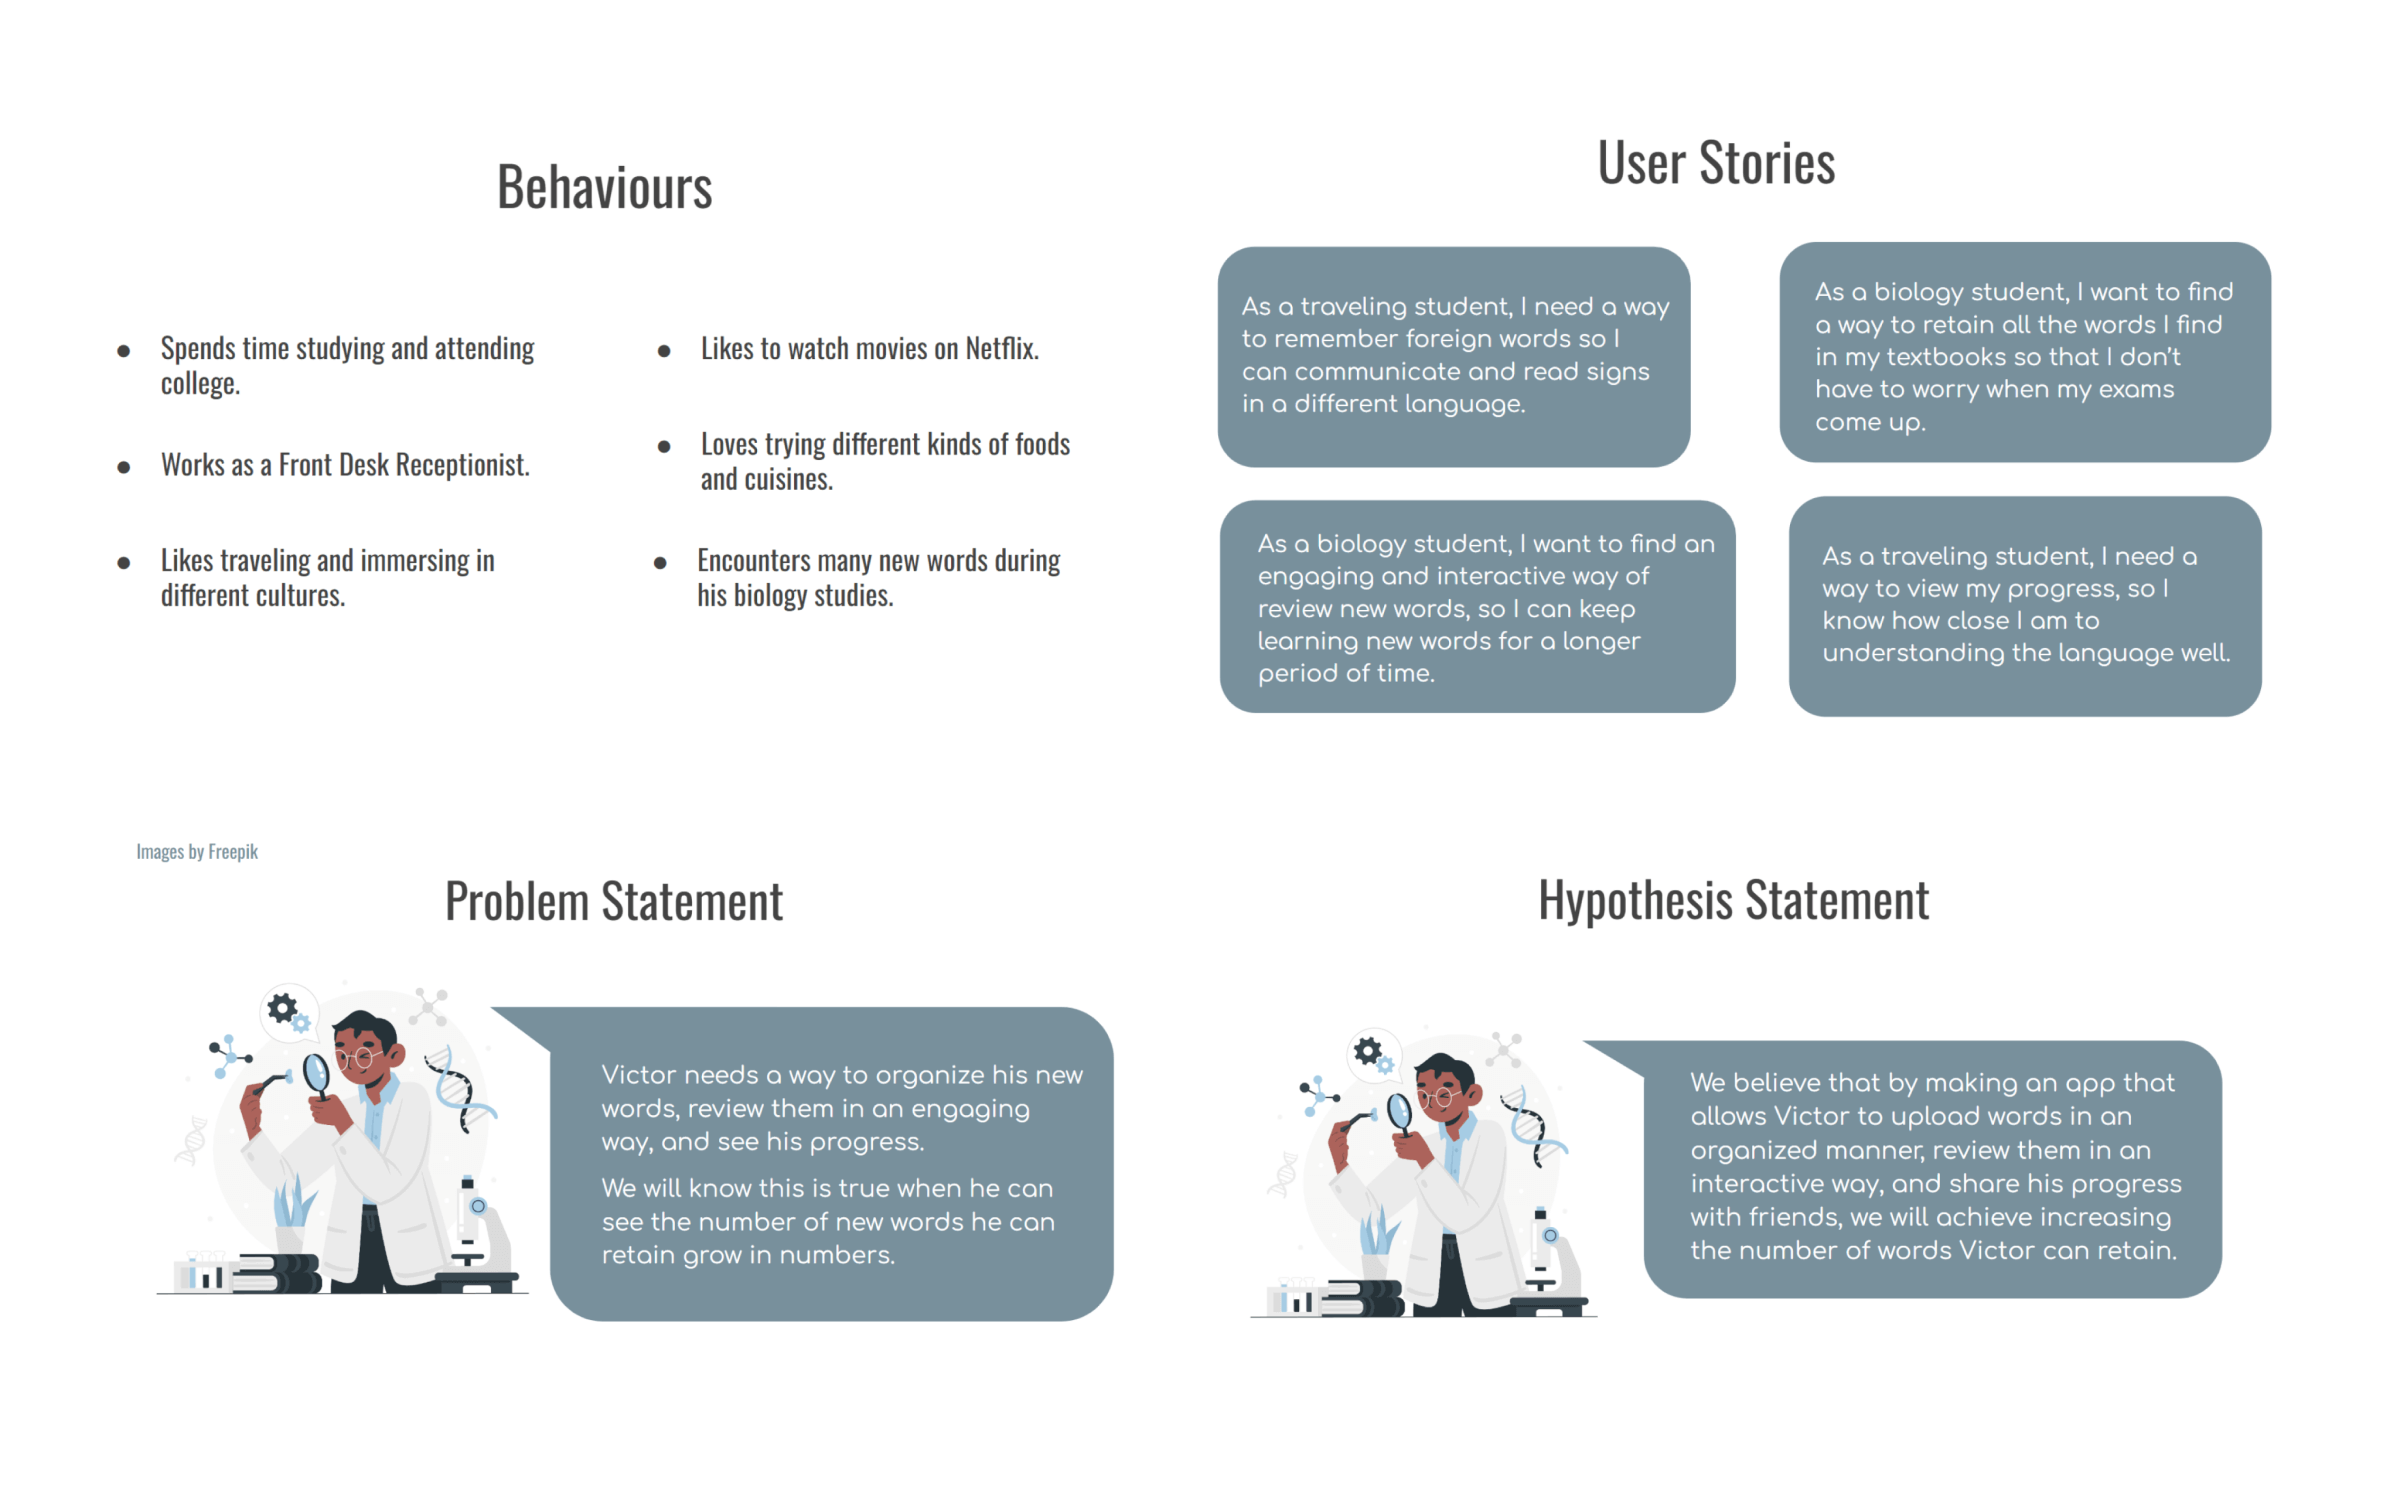 Behaviours
● Spends time studying and attending
college.
● Works as a Front Desk Receptionist.
● Likes traveling and immersing in
different cultures.
● Likes to watch movies on Netflix.
● Loves trying different kinds of foods
and cuisines.
● Encounters many new words during
his biology studies.
User Stories
As a traveling student, I need a way
to remember foreign words so I
can communicate and read signs
in a different language.
As a biology student, I want to find
a way to retain all the words I find
in my textbooks so that I don't
have to worry when my exams
come up.
As a biology student, I want to find an
engaging and interactive way of
review new words, so I can keep
learning new words for a longer
period of time.
As a traveling student, I need a
way to view my progress, so I
know how close I am to
understanding the language well.
Images by Freepik
Problem Statement
Victor needs a way to organize his new
words, review them in an engaging
way, and see his progress.
We will know this is true when he can
see the number of new words he can
retain grow in numbers.
Hypothesis Statement
We believe that by making an app that
allows Victor to upload words in an
organized manner, review them in an
interactive way, and share his progress
with friends, we will achieve increasing
the number of words Victor can retain.